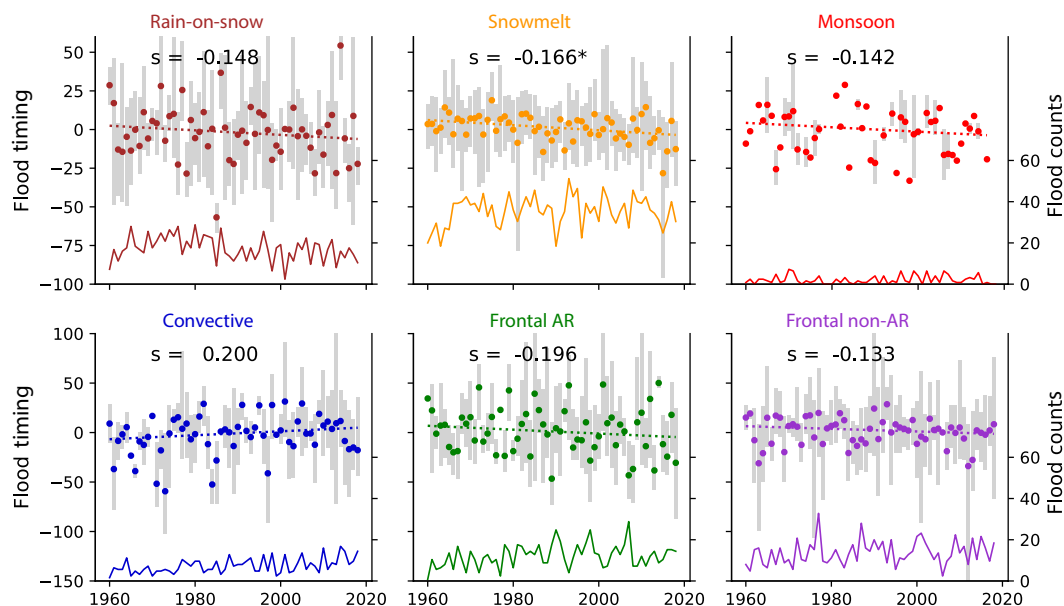 Rain-on-snow Snowmelt Monsoon
s = -0.148 s = -0.166* s = -0.142
Flood timing
50
25
0
−25
−50
−75
−100
Flood counts
60
40
20
0
Convective Frontal AR Frontal non-AR
s = 0.200 s = -0.196 s = -0.133
Flood timing
100
50
0
−50
−100
−150
Flood counts
60
40
20
0
1960 1980 2000 2020 1960 1980 2000 2020 1960 1980 2000 2020